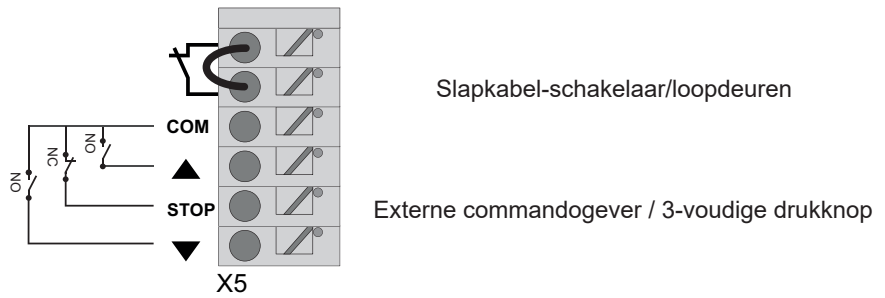 Slapkabel-schakelaar/loopdeuren
COM
NO
NC
NO
▲
STOP
Externe commandogever / 3-voudige drukknop
▼
X5